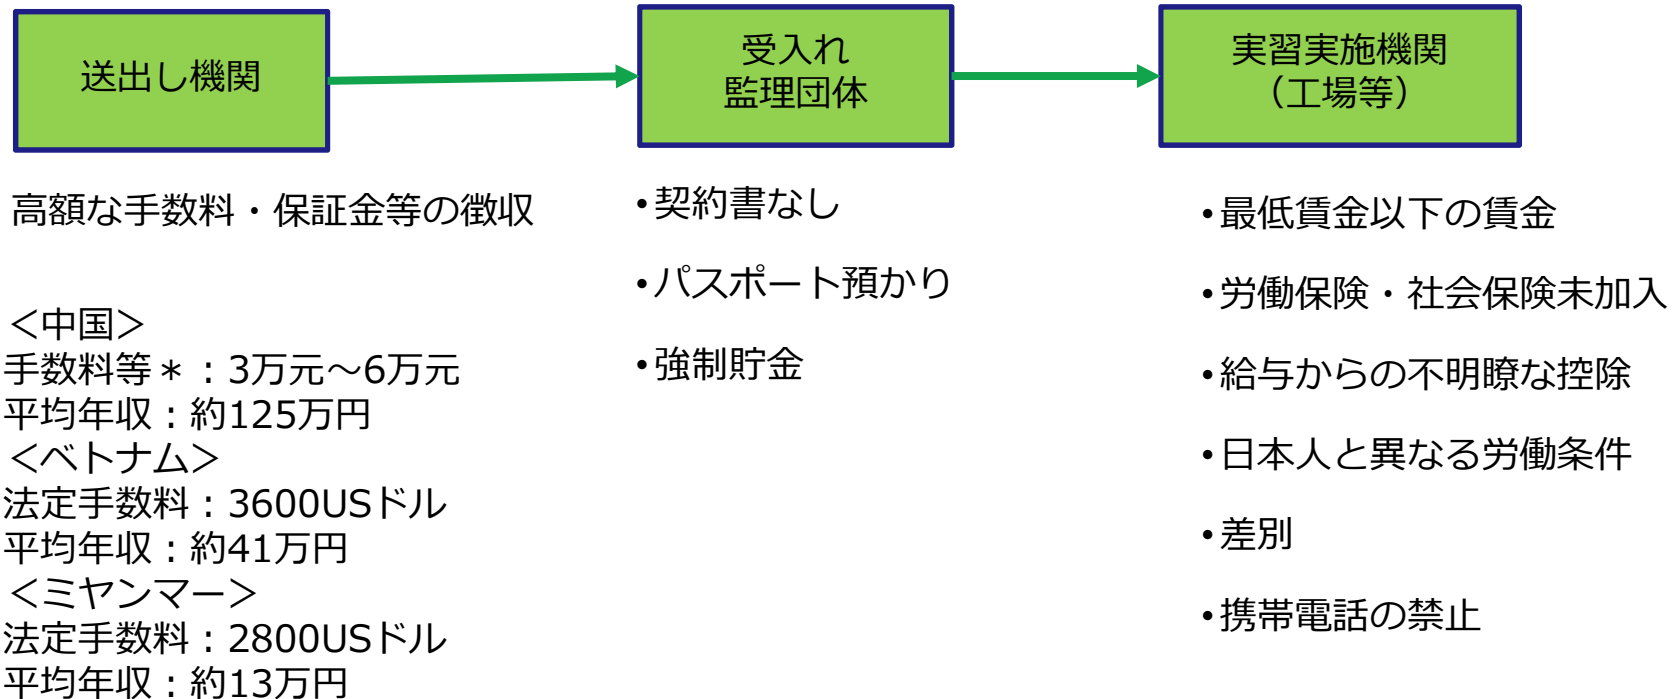 送出し機関
受入れ
監理団体
実習実施機関
（工場等）
高額な手数料・保証金等の徴収
＜中国＞
手数料等＊：3万元～6万元
平均年収：約125万円
＜ベトナム＞
法定手数料：3600USドル
平均年収：約41万円
＜ミヤンマー＞
法定手数料：2800USドル
平均年収：約13万円
•契約書なし
•パスポート預かり
•強制貯金
•最低賃金以下の賃金
•労働保険・社会保険未加入
•給与からの不明瞭な控除
•日本人と異なる労働条件
•差別
•携帯電話の禁止